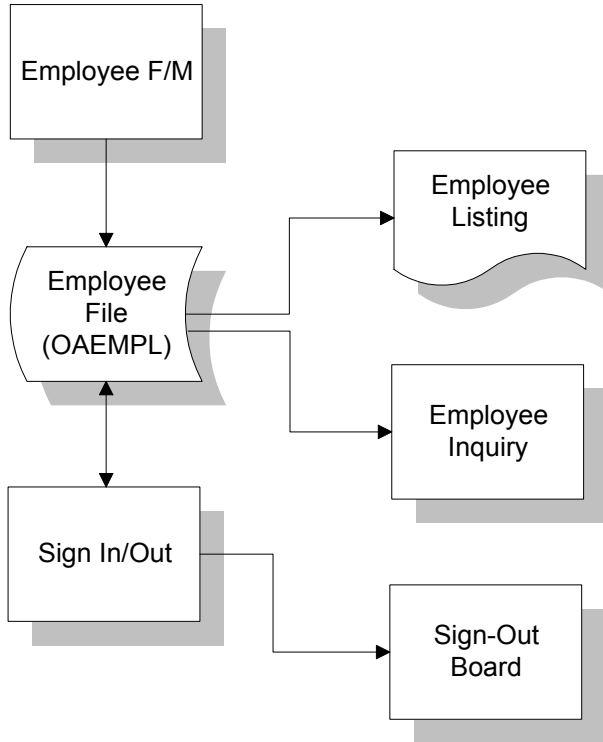 Employee F/M
Employee
Listing
Employee
File
(OAEMPL)
Employee
Inquiry
Sign In/Out
Sign-Out
Board